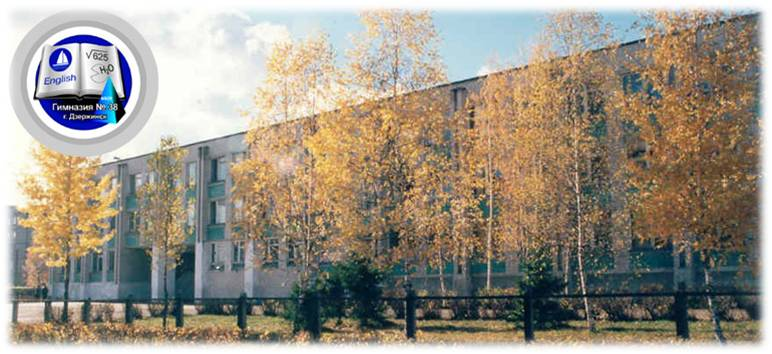 √625
H₂O
English
Гимназия № 38
г. Дзержинск